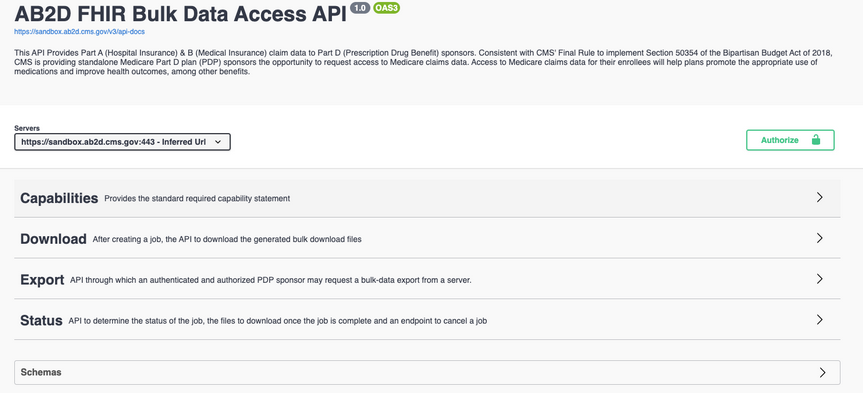 AB2D FHIR Bulk Data Access API 1.0 OAS3
https://sandbox.ab2d.cms.gov/v3/api-docs
This API Provides Part A (Hospital Insurance) & B (Medical Insurance) claim data to Part D (Prescription Drug Benefit) sponsors. Consistent with CMS' Final Rule to implement Section 50354 of the Bipartisan Budget Act of 2018,
CMS is providing standalone Medicare Part D plan (PDP) sponsors the opportunity to request access to Medicare claims data. Access to Medicare claims data for their enrollees will help plans promote the appropriate use of
medications and improve health outcomes, among other benefits.
Servers
https://sandbox.ab2d.cms.gov:443 - Inferred Url
Authorize
Capabilities Provides the standard required capability statement
Download After creating a job, the API to download the generated bulk download files
Export API through which an authenticated and authorized PDP sponsor may request a bulk-data export from a server.
Status API to determine the status of the job, the files to download once the job is complete and an endpoint to cancel a job
Schemas